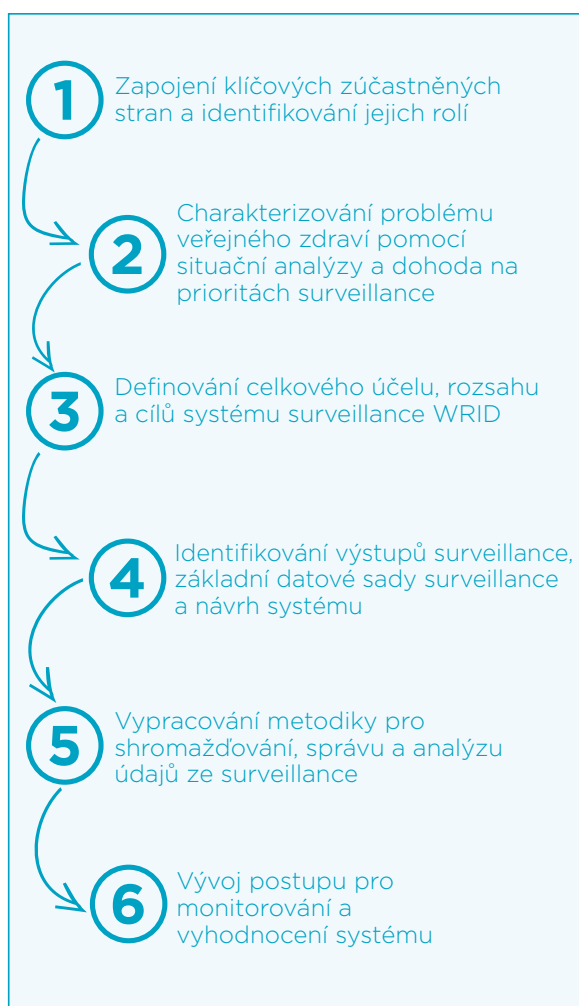 1
Zapojení klíčových zúčastněných
stran a identifikování jejich rolí
2
Charakterizování problému
veřejného zdraví pomocí
situační analýzy a dohoda na
prioritách surveillance
3
Definování celkového účelu, rozsahu
a cílů systému surveillance WRID
4
Identifikování výstupů surveillance,
základní datové sady surveillance
a návrh systému
5
Vypracování metodiky pro
shromažďování, správu a analýzu
údajů ze surveillance
6
Vývoj postupu pro
monitorování a
vyhodnocení systému